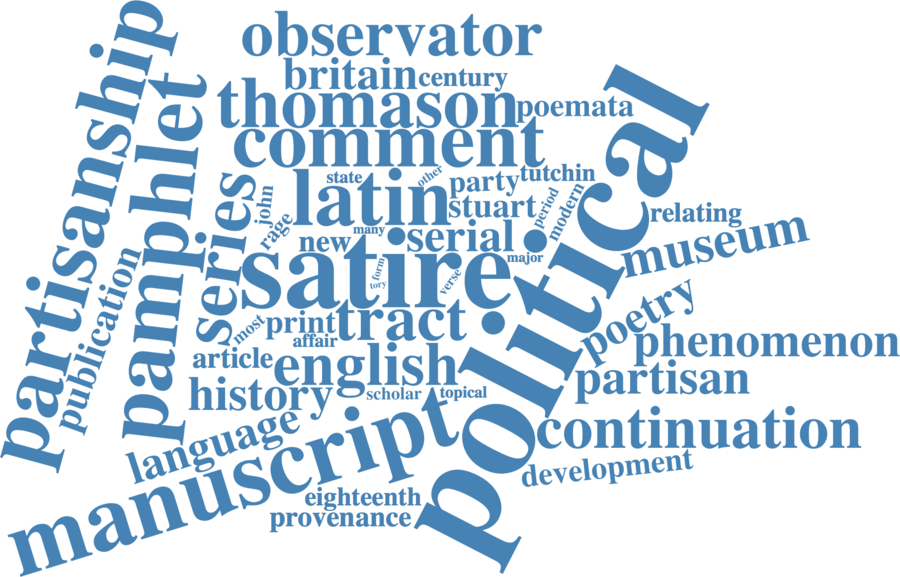 observator
britain
century
thomason
poemata
comment
partisanship
pamphlet
publication
series
john
rage
state
other
latin
party
tutchin
stuart
period
modern
relating
many
new
serial
major
political
museum
satire
form
tory
verse
most
print
tract
affair
poetry
phenomenon
article
english
partisan
history
scholar
topical
language
manuscript
continuation
development
eighteenth
provenance